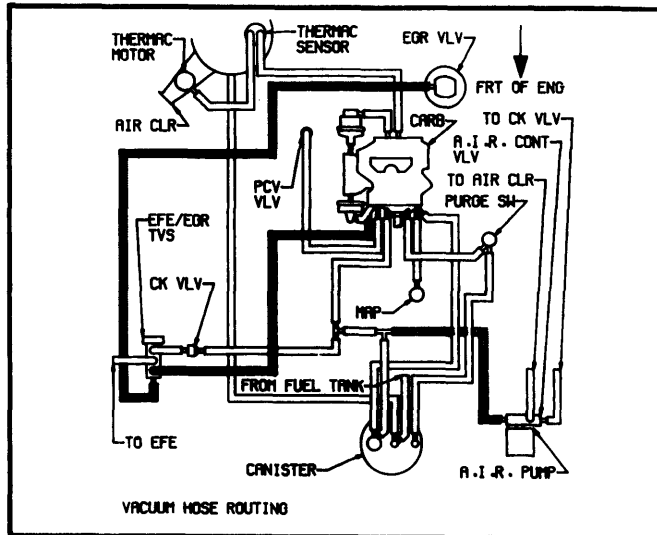 THERMAC
MOTOR
THERMAC
SENSOR
EGR VLV
FRT OF ENG
AIR CLR
CARB
TO CK VLV
A.I.R. CONT
VLV
TO AIR CLR
PURGE SW
PCV
VLV
EFE/EGR
TVS
CK VLV
MAP
FROM FUEL TANK
TO EFE
CANISTER
A.I.R. PUMP
VACUUM HOSE ROUTING